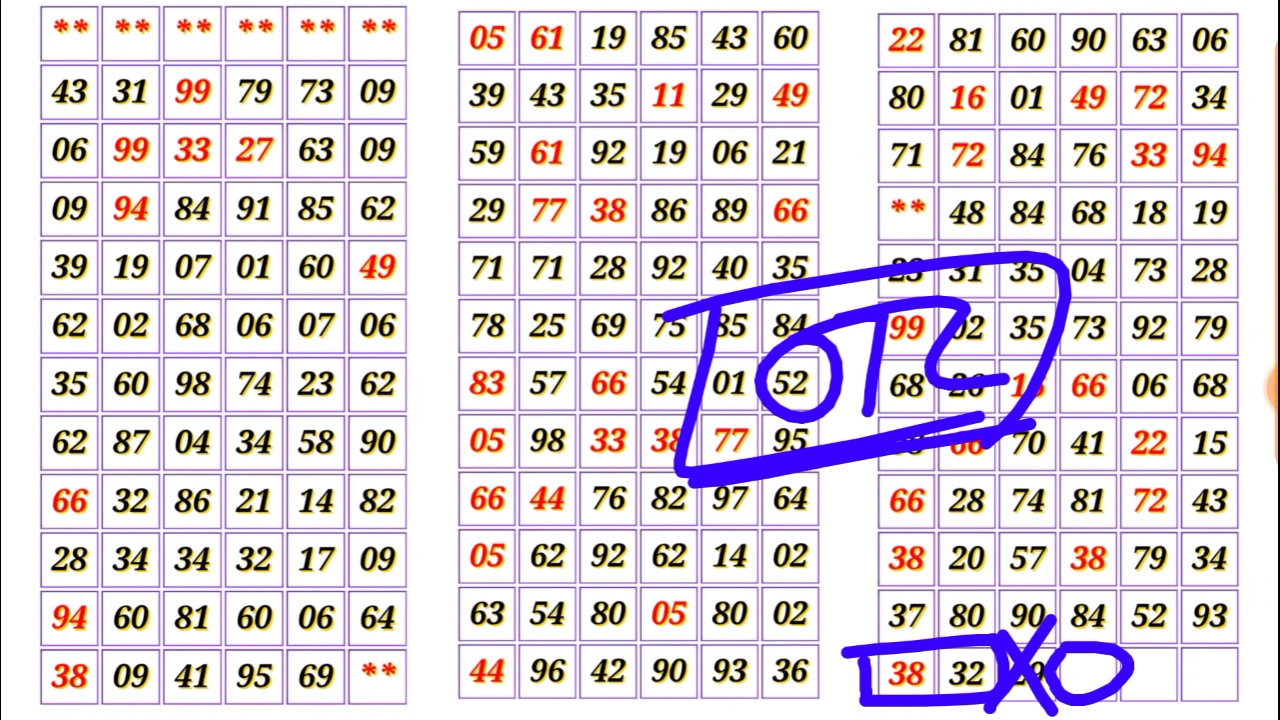 ** ** ** ** ** **
43 31 99 79 73 09
06 99 33 27 63 09
09 94 84 91 85 62
39 19 07 01 60 49
62 02 68 06 07 06
35 60 98 74 23 62
62 87 04 34 58 90
66 32 86 21 14 82
28 34 34 32 17 09
94 60 81 60 06 64
38 09 41 95 69 **
05 61 19 85 43 60
39 43 35 11 29 49
59 61 92 19 06 21
29 77 38 86 89 66
71 71 28 92 40 35
78 25 69 75 85 84
83 57 66 54 01 52
05 98 33 38 77 95
66 44 76 82 97 64
05 62 92 62 14 02
63 54 80 05 80 02
44 96 42 90 93 36
22 81 60 90 63 06
80 16 01 49 72 34
71 72 84 76 33 94
** 48 84 68 18 19
23 31 35 04 73 28
99 02 35 73 92 79
68 66 06 68
66 70 41 22 15
66 28 74 81 72 43
38 20 57 38 79 34
37 80 90 84 52 93
38 32